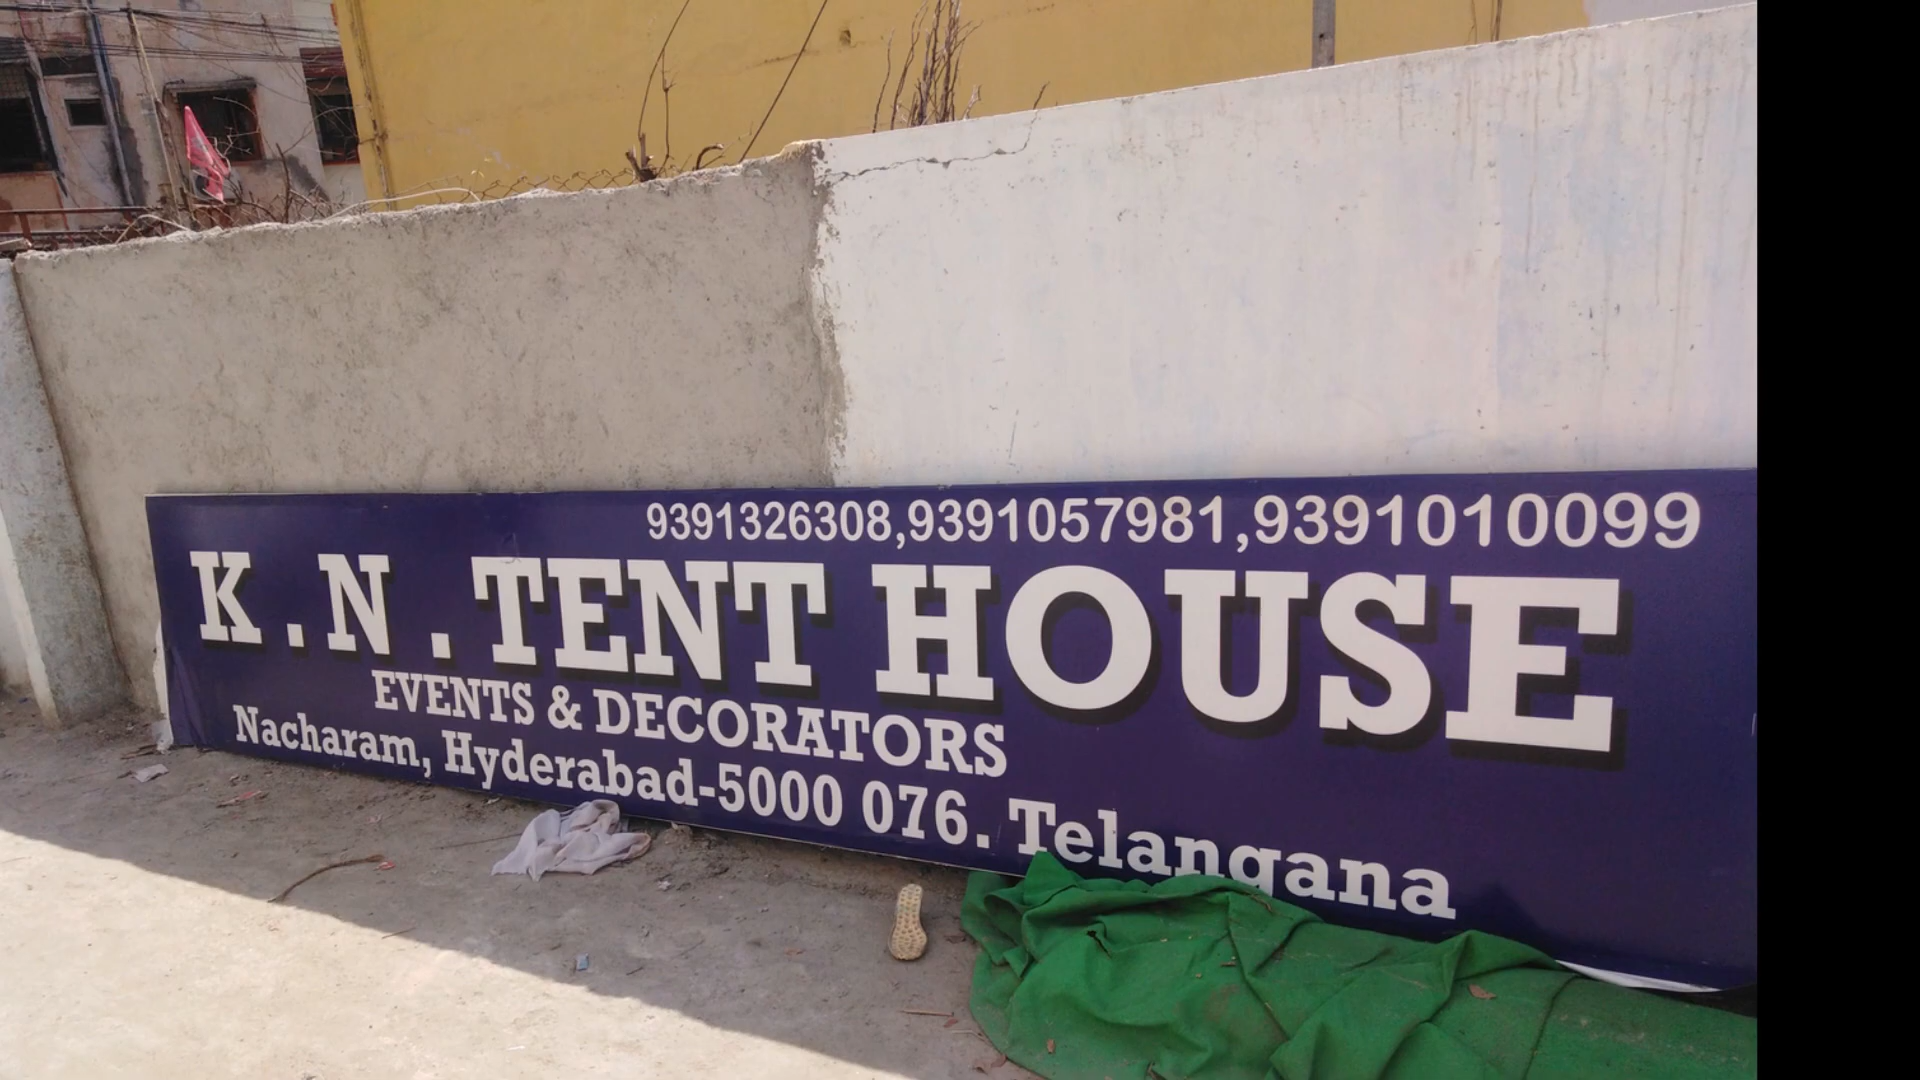 9391326308,9391057981,9391010099
K . N . TENT HOUSE
EVENTS & DECORATORS
Nacharam, Hyderabad-5000 076. Telangana